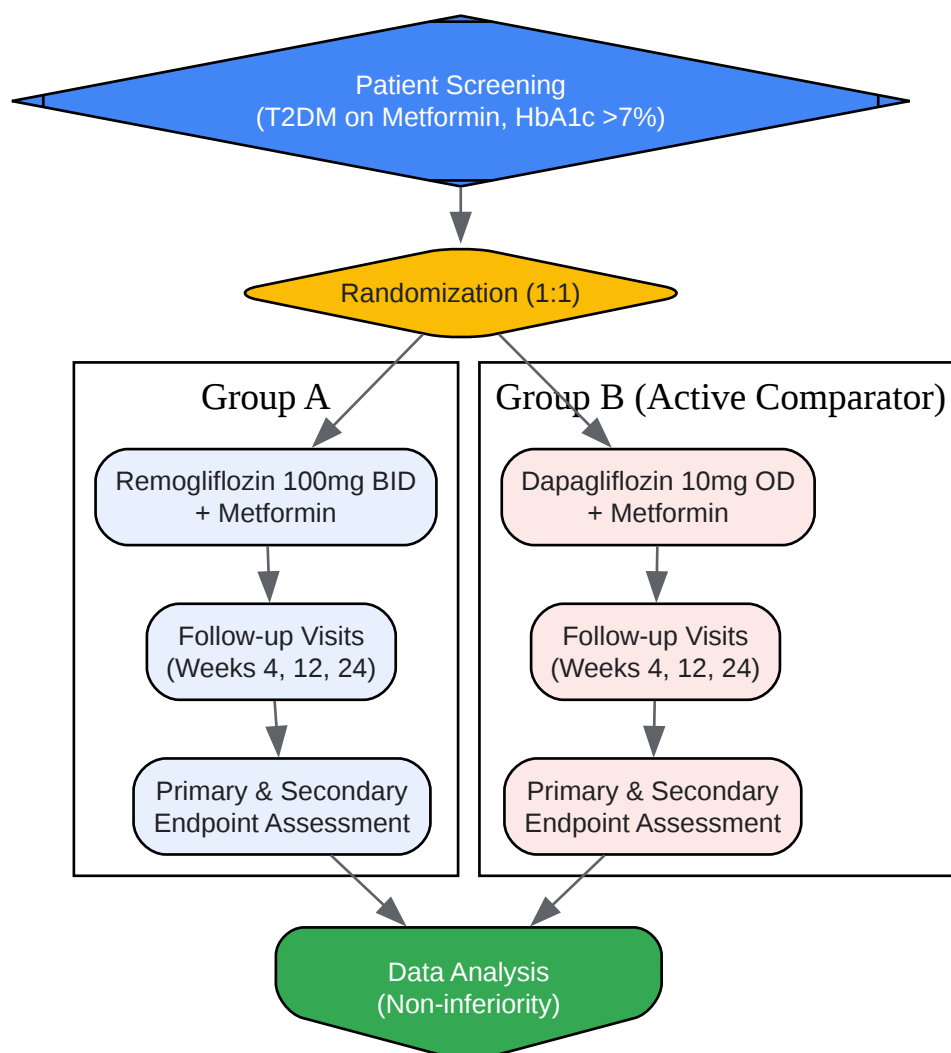 Patient Screening
(T2DM on Metformin, HbA1c >7%)
Randomization (1:1)
Group A
Remogliflozin 100mg BID
+ Metformin
Follow-up Visits
(Weeks 4, 12, 24)
Primary & Secondary
Endpoint Assessment
Group B (Active Comparator)
Dapagliflozin 10mg OD
+ Metformin
Follow-up Visits
(Weeks 4, 12, 24)
Primary & Secondary
Endpoint Assessment
Data Analysis
(Non-inferiority)